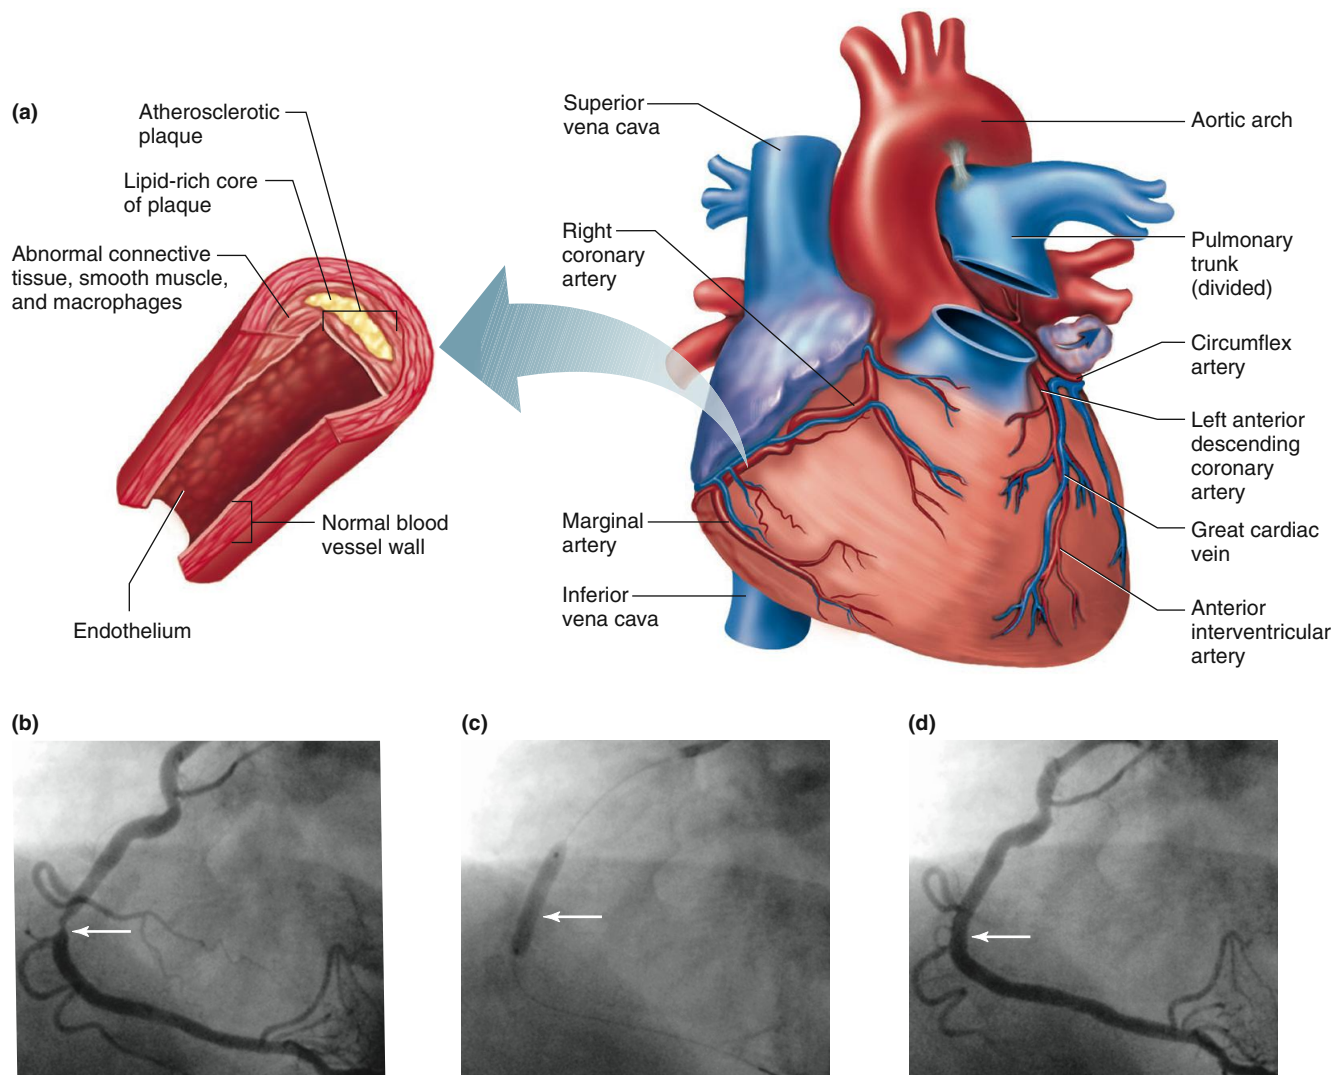 (a)
Atherosclerotic
plaque
Lipid-rich core
of plaque
Abnormal connective
tissue, smooth muscle,
and macrophages
Normal blood
vessel wall
Endothelium
Superior
vena cava
Right
coronary
artery
Marginal
artery
Inferior
vena cava
Aortic arch
Pulmonary
trunk
(divided)
Circumflex
artery
Left anterior
descending
coronary
artery
Great cardiac
vein
Anterior
interventricular
artery
(b)
(c)
(d)